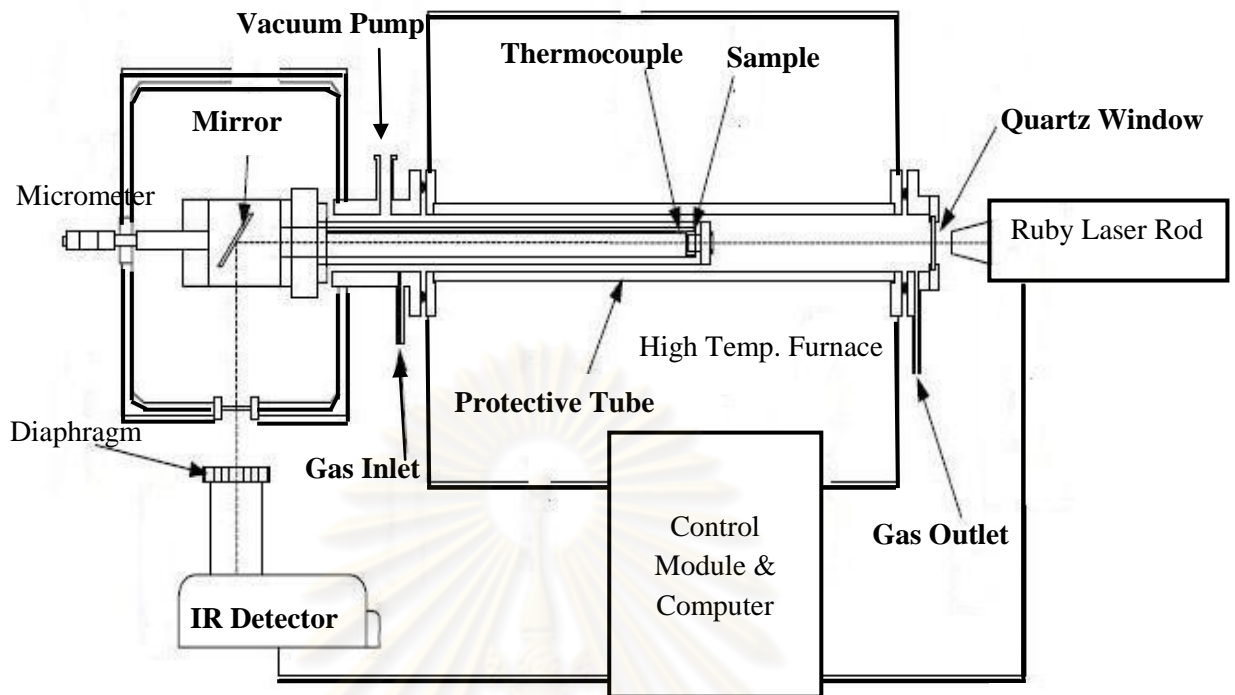 Vacuum Pump
Thermocouple
Sample
Mirror
Quartz Window
Micrometer
Ruby Laser Rod
High Temp. Furnace
Protective Tube
Diaphragm
Gas Inlet
Control
Module &
Computer
Gas Outlet
IR Detector